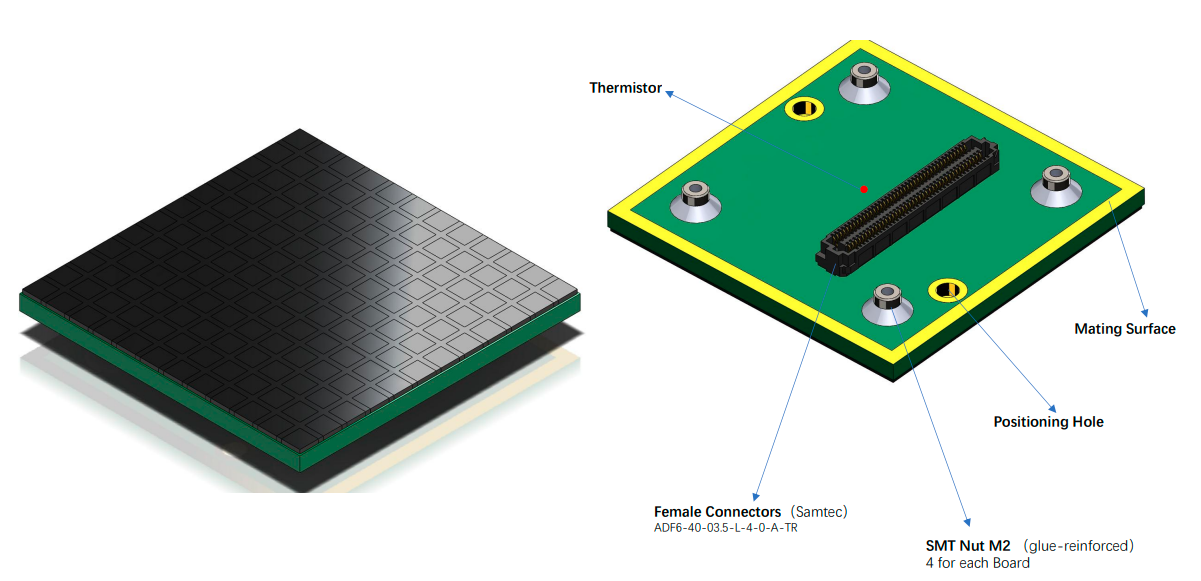 Thermistor
Mating Surface
Positioning Hole
Female Connectors（Samtec）
ADF6-40-03.5-L-4-0-A-TR
SMT Nut M2 （glue-reinforced）
4 for each Board